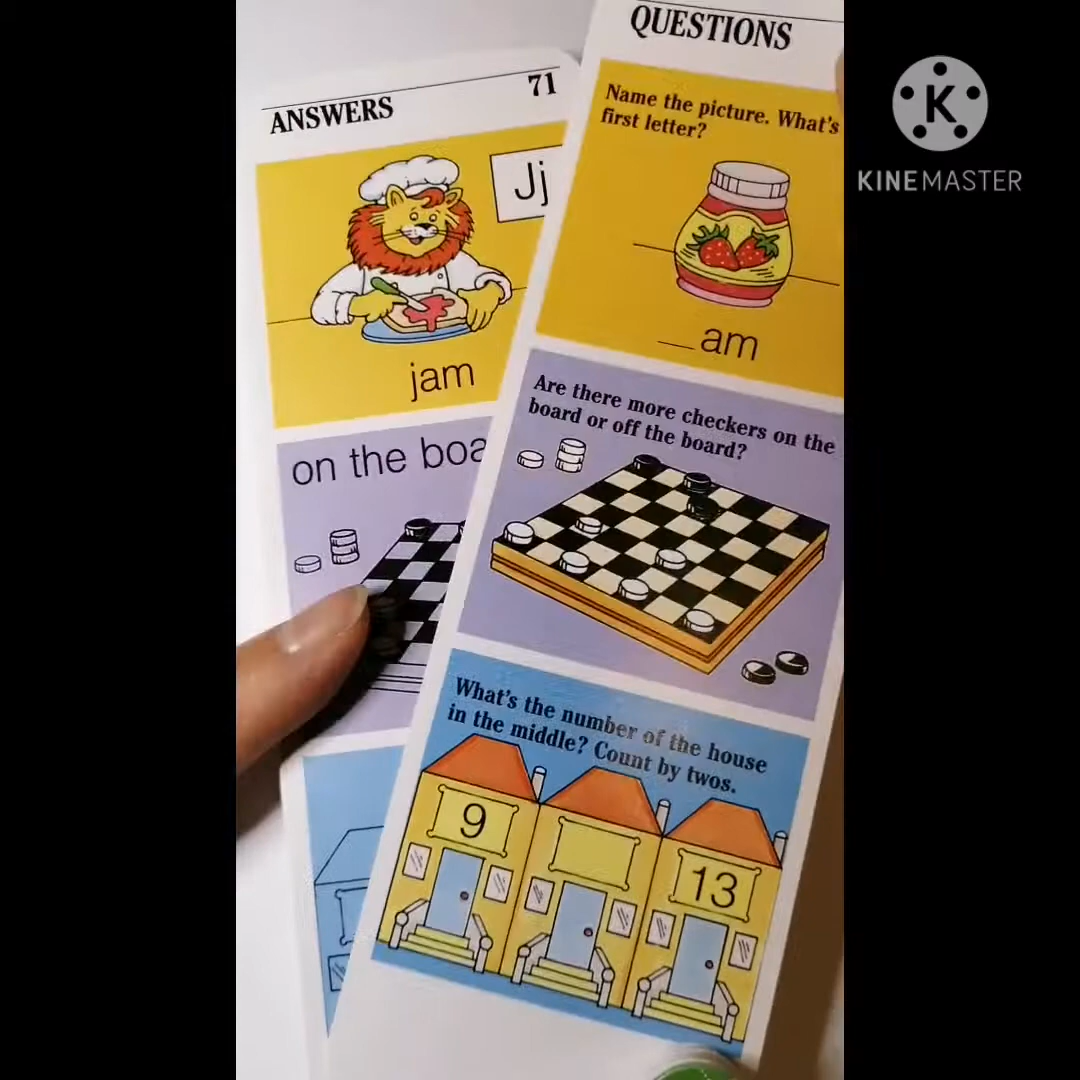 QUESTIONS
Name the picture. What's
first letter?
__am
Are there more checkers on the
board or off the board?
What's the number of the house
in the middle? Count by twos.
9
13
ANSWERS
71
Jj
jam
on the boa
K
KINEMASTER